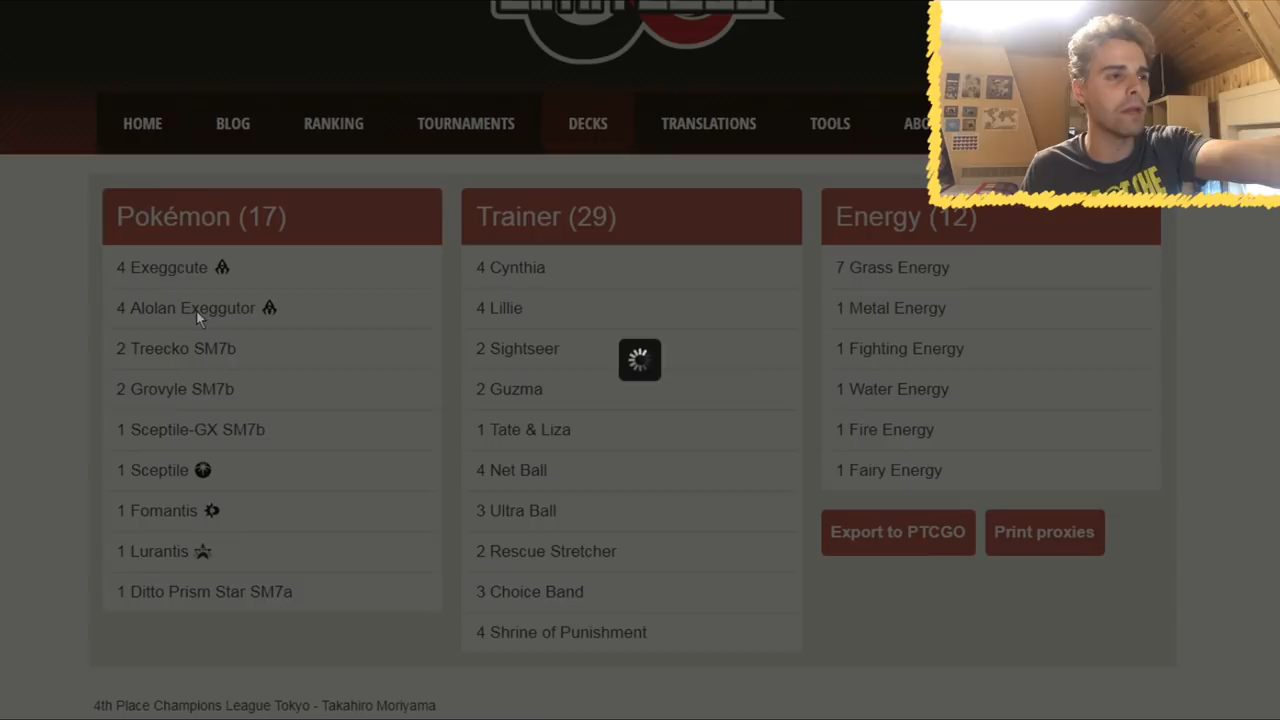 HOME BLOG RANKING TOURNAMENTS DECKS TRANSLATIONS TOOLS
Pokémon (17)
4 Exeggcute
4 Alolan Exeggutor
2 Treecko SM7b
2 Grovyle SM7b
1 Sceptile-GX SM7b
1 Sceptile
1 Fomantis
1 Lurantis
1 Ditto Prism Star SM7a
Trainer (29)
4 Cynthia
4 Lillie
2 Sightseer
2 Guzma
1 Tate & Liza
4 Net Ball
3 Ultra Ball
2 Rescue Stretcher
3 Choice Band
4 Shrine of Punishment
Energy (12)
7 Grass Energy
1 Metal Energy
1 Fighting Energy
1 Water Energy
1 Fire Energy
1 Fairy Energy
Export to PTCGO Print proxies
4th Place Champions League Tokyo - Takahiro Moriyama